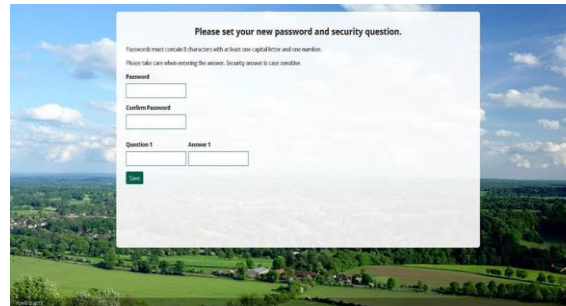 Please set your new password and security question.
Passwords must contain 8 characters with at least one capital letter and one number.
Please take care when entering the answer. Security answer is case sensitive
Password
Confirm Password
Question 1 Answer 1
Save